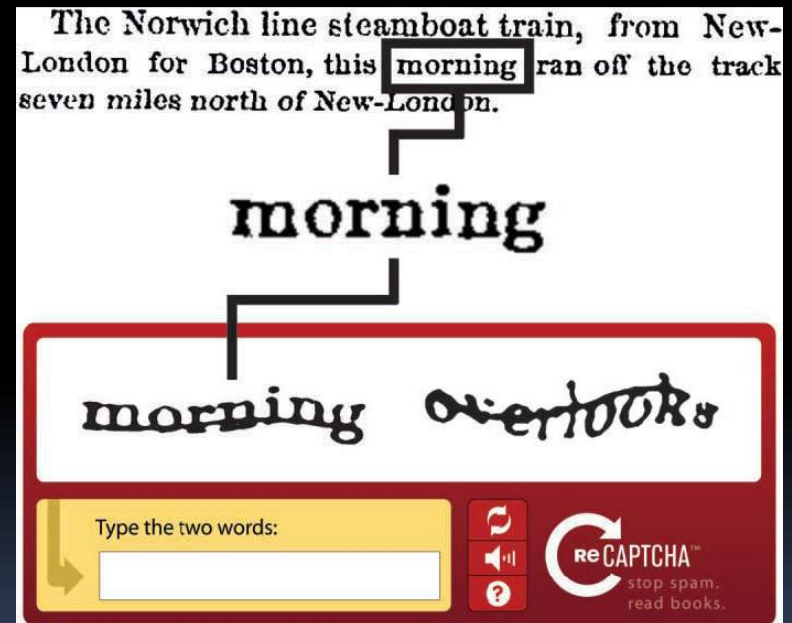 The Norwich line steamboat train, from New-
London for Boston, this morning ran off the track
seven miles north of New-London.
morning
morning overlooks
Type the two words:
ReCAPTCHA™
stop spam.
read books.